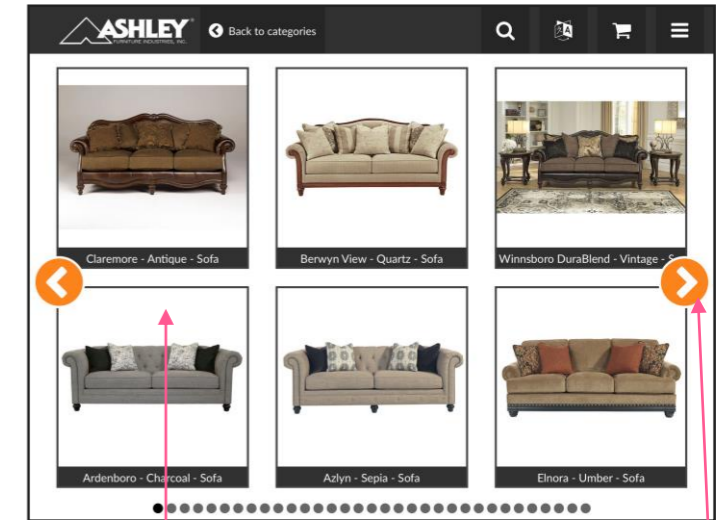 ASHLEY
FURNITURE INDUSTRIES, INC.
Back to categories
Claremore - Antique - Sofa
Berwyn View - Quartz - Sofa
Winnsboro DuraBlend - Vintage - S
Ardenboro - Charcoal - Sofa
Azlyn - Sepia - Sofa
Elnora - Umber - Sofa